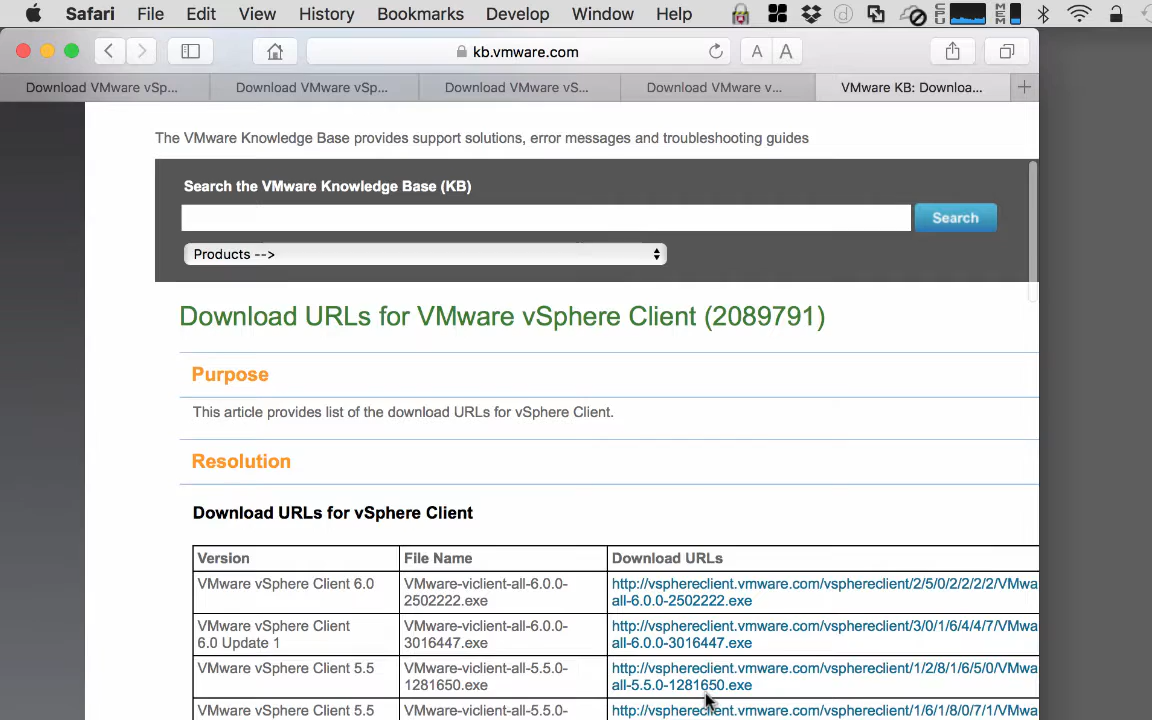 Safari File Edit View History Bookmarks Develop Window Help
kb.vmware.com
A A
Download VMware vSp... Download VMware vSp... Download VMware vS... Download VMware v... VMware KB: Downloa...
The VMware Knowledge Base provides support solutions, error messages and troubleshooting guides
Search the VMware Knowledge Base (KB)
Search
Products -->
Download URLs for VMware vSphere Client (2089791)
Purpose
This article provides list of the download URLs for vSphere Client.
Resolution
Download URLs for vSphere Client
Version File Name Download URLs
VMware vSphere Client 6.0 VMware-viclient-all-6.0.0- http://vsphereclient.vmware.com/vsphereclient/2/5/0/2/2/2/2/VMwa
2502222.exe all-6.0.0-2502222.exe
VMware vSphere Client VMware-viclient-all-6.0.0- http://vsphereclient.vmware.com/vsphereclient/3/0/1/6/4/4/7/VMwa
6.0 Update 1 3016447.exe all-6.0.0-3016447.exe
VMware vSphere Client 5.5 VMware-viclient-all-5.5.0- http://vsphereclient.vmware.com/vsphereclient/1/2/8/1/6/5/0/VMwa
1281650.exe all-5.5.0-1281650.exe
VMware vSphere Client 5.5 VMware-viclient-all-5.5.0- http://vsphereclient.vmware.com/vsphereclient/1/6/1/8/0/7/1/VMwa